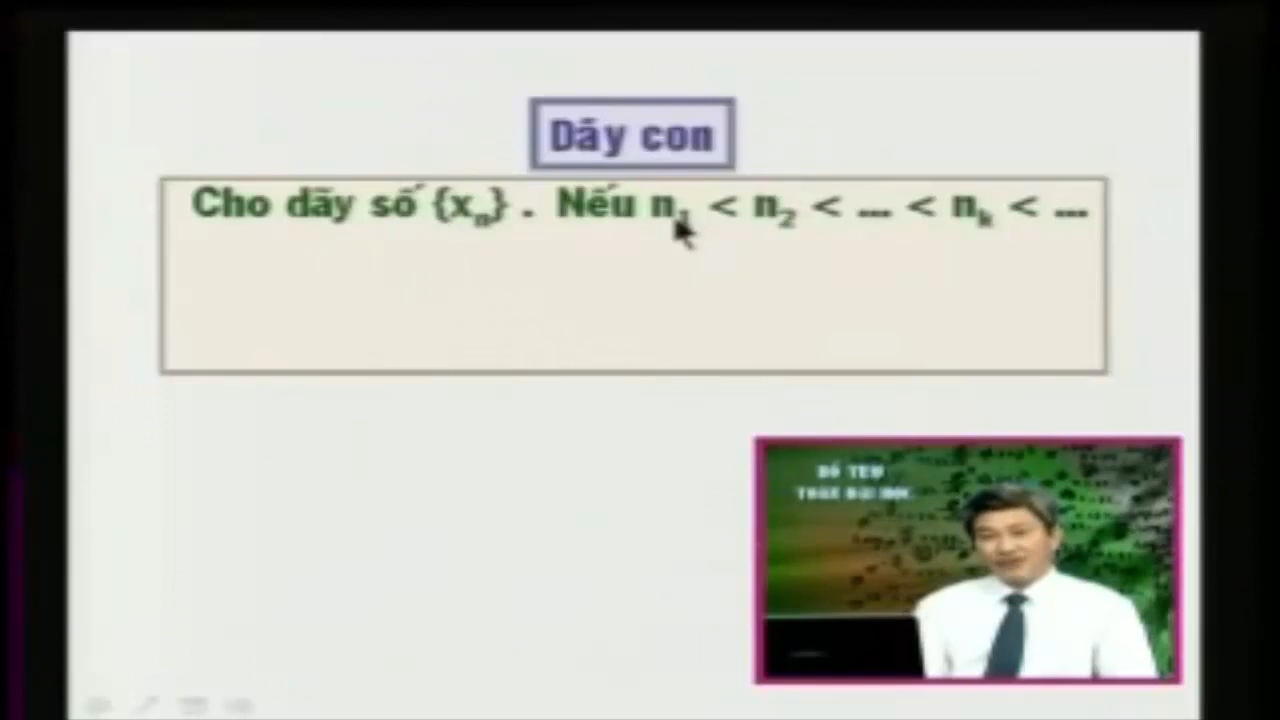 Dãy con
Cho dãy số {xₙ} . Nếu n₁ < n₂ < ... < nₖ < ...